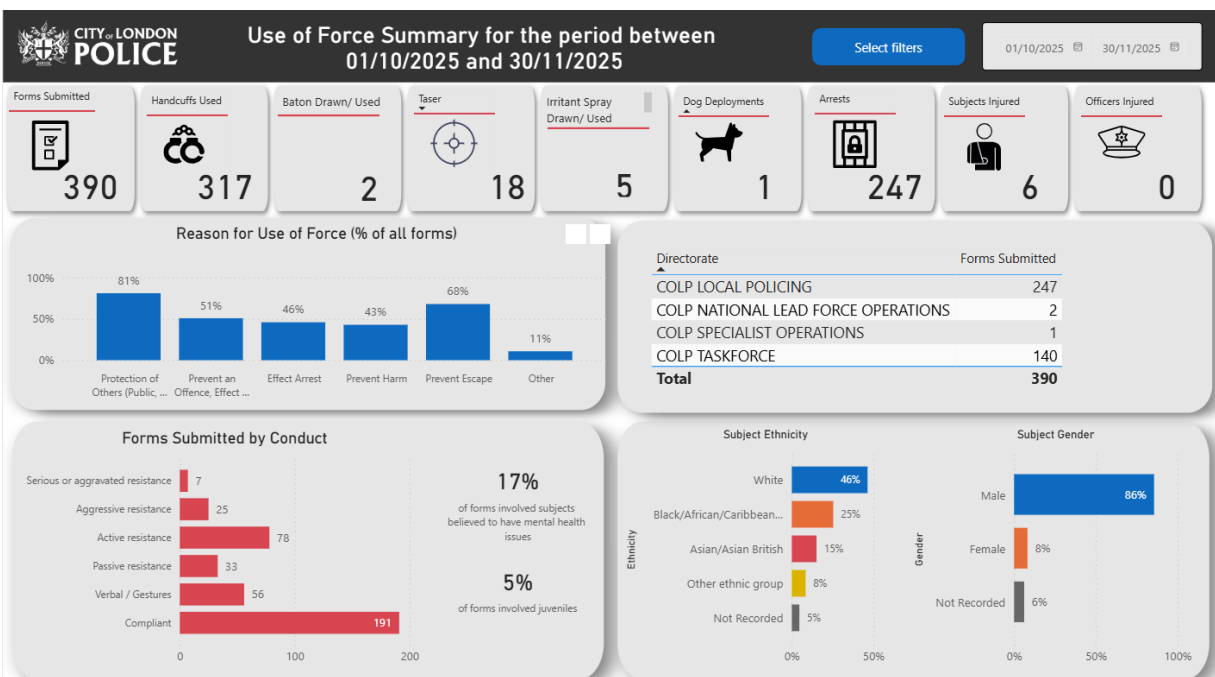 CITY OF LONDON
POLICE
Use of Force Summary for the period between
01/10/2025 and 30/11/2025
Select filters
01/10/2025
30/11/2025
Forms Submitted
390
Handcuffs Used
317
Baton Drawn/ Used
2
Taser
18
Irritant Spray
Drawn/ Used
5
Dog Deployments
1
Arrests
247
Subjects Injured
6
Officers Injured
0
Reason for Use of Force (% of all forms)
100%
50%
0%
81%
51%
46%
43%
68%
11%
Protection of
Others (Public, ...
Prevent an
Offence, Effect ...
Effect Arrest
Prevent Harm
Prevent Escape
Other
Directorate Forms Submitted
COLP LOCAL POLICING 247
COLP NATIONAL LEAD FORCE OPERATIONS 2
COLP SPECIALIST OPERATIONS 1
COLP TASKFORCE 140
Total 390
Forms Submitted by Conduct
Serious or aggravated resistance 7
Aggressive resistance 25
Active resistance 78
Passive resistance 33
Verbal / Gestures 56
Compliant 191
0 100 200
17%
of forms involved subjects
believed to have mental health
issues
5%
of forms involved juveniles
Subject Ethnicity
Ethnicity
White 46%
Black/African/Caribbean... 25%
Asian/Asian British 15%
Other ethnic group 8%
Not Recorded 5%
0% 50%
Subject Gender
Gender
Male 86%
Female 8%
Not Recorded 6%
0% 50% 100%